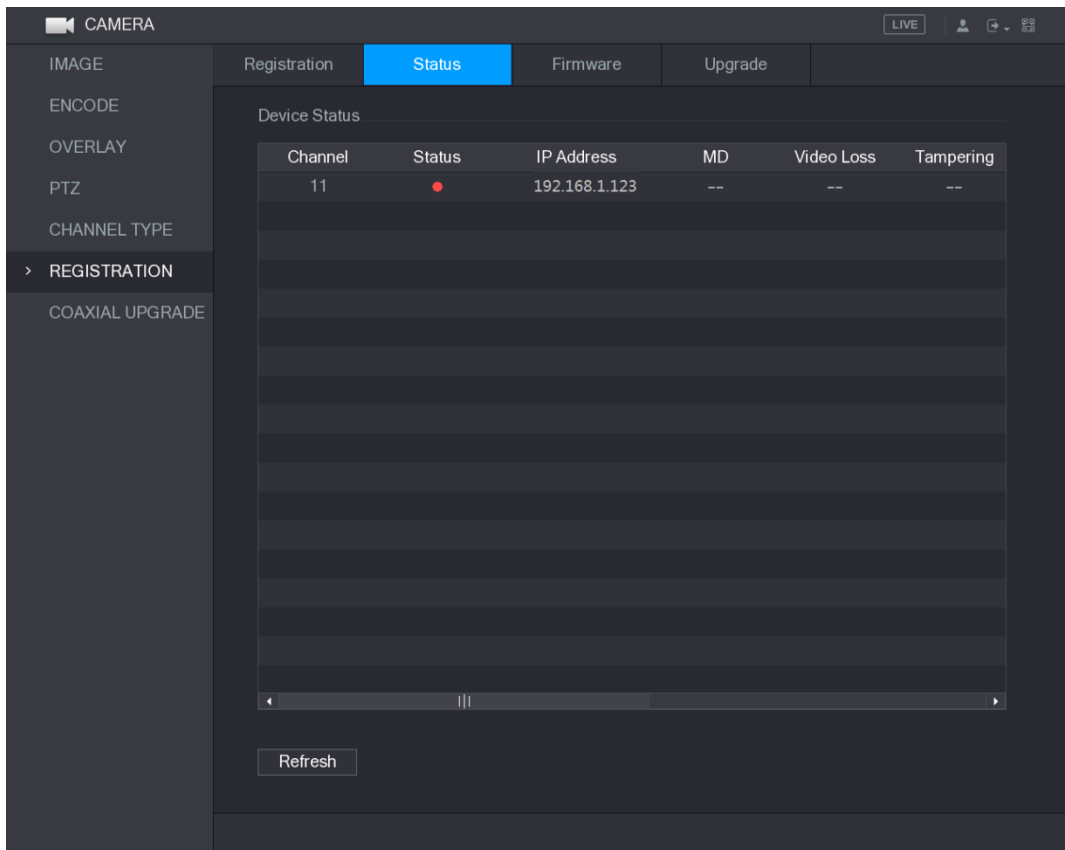 CAMERA LIVE
IMAGE Registration Status Firmware Upgrade
ENCODE
Device Status
OVERLAY
Channel Status IP Address MD Video Loss Tampering
PTZ 11 192.168.1.123 -- -- --
CHANNEL TYPE
REGISTRATION
COAXIAL UPGRADE
Refresh